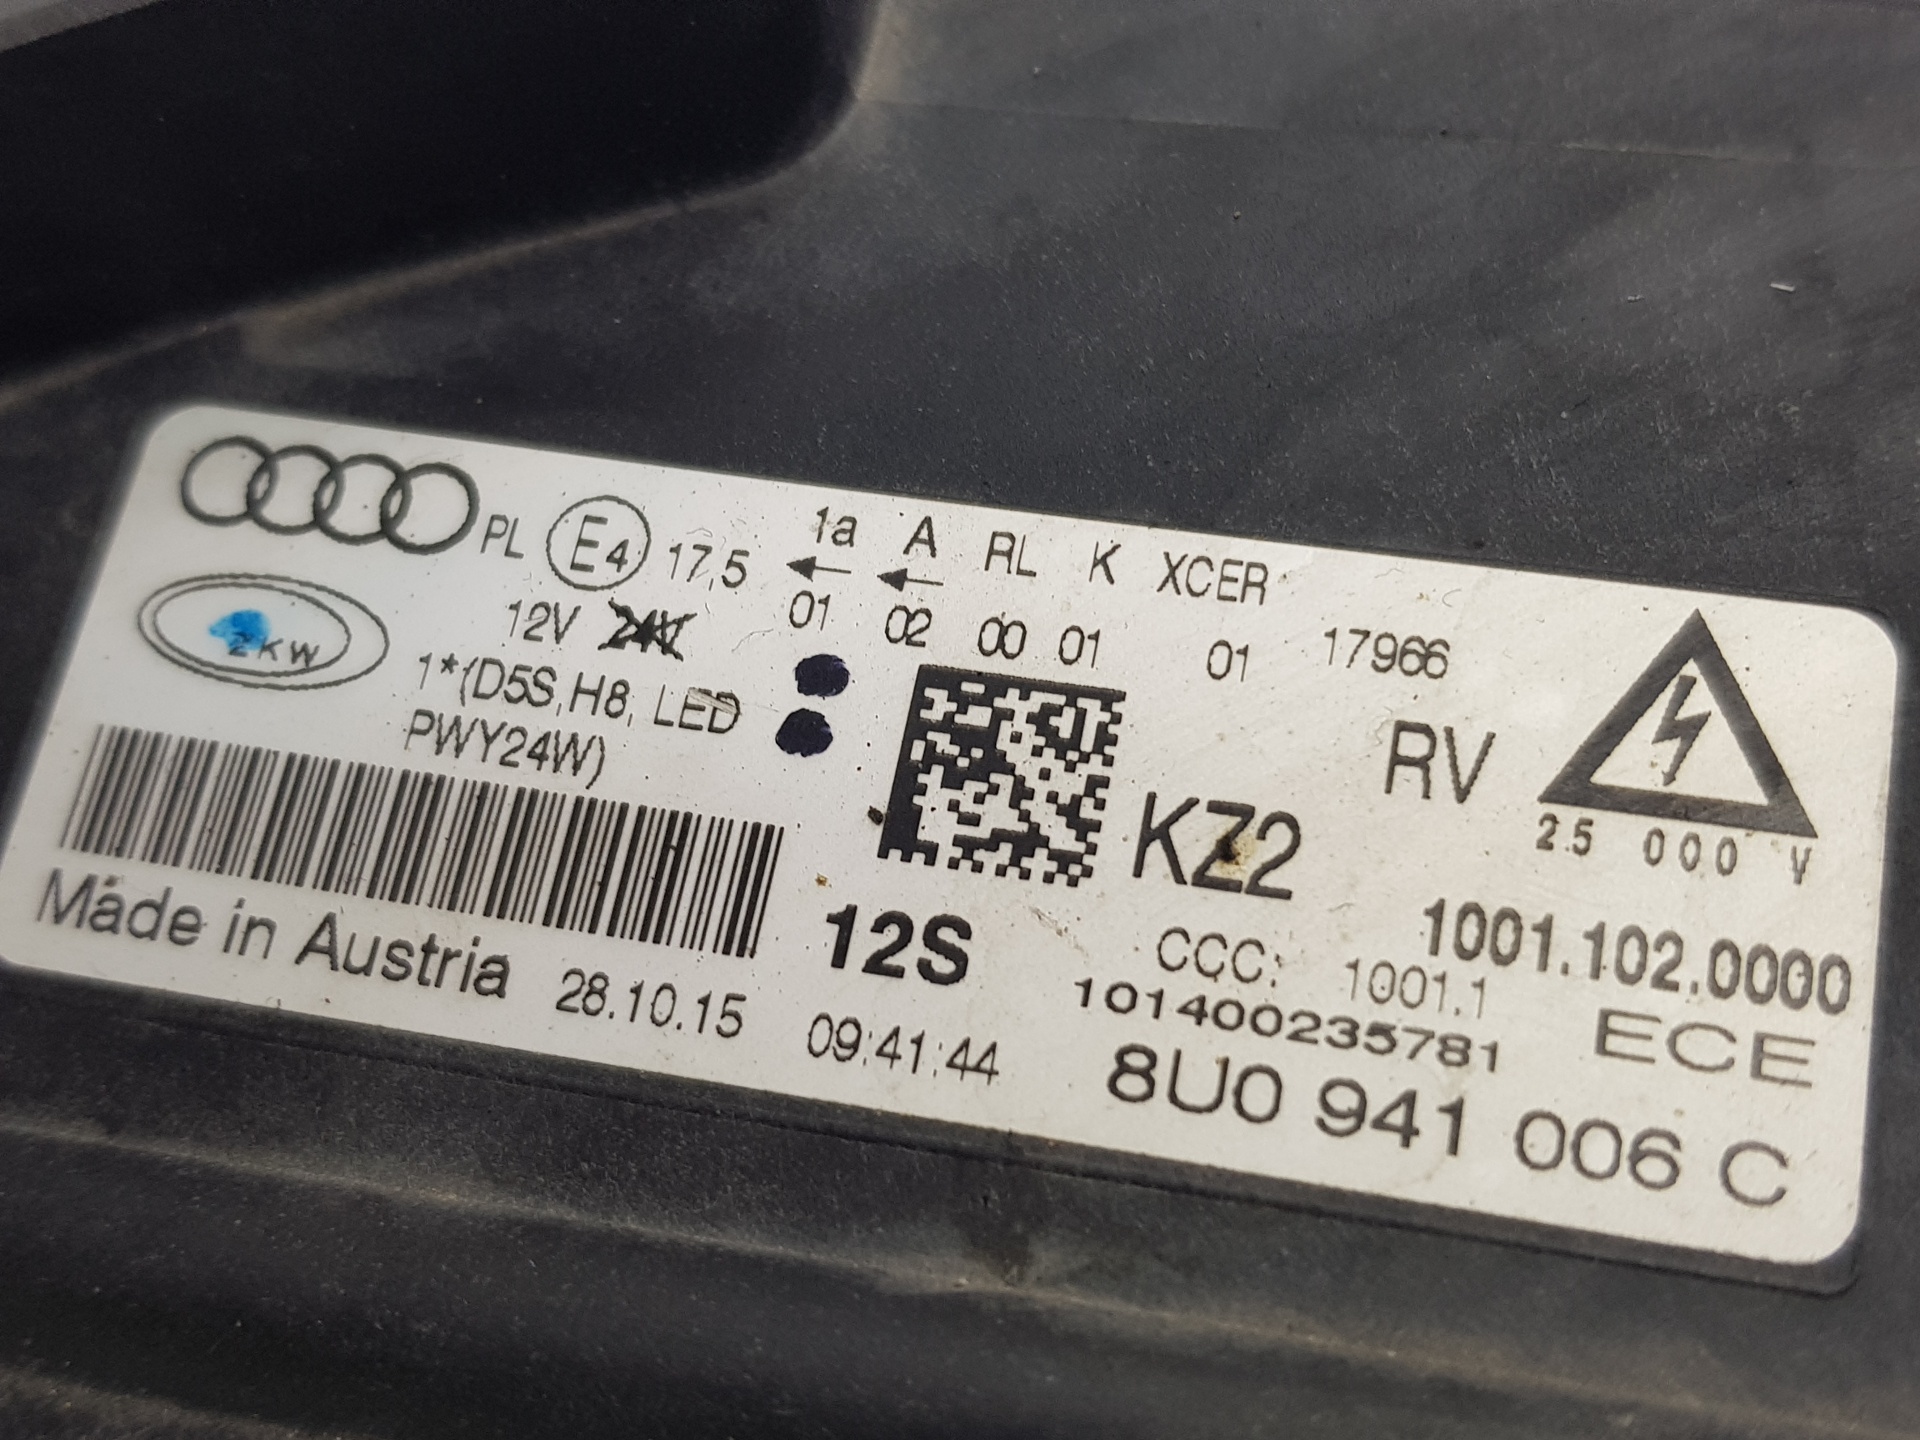 PL E4 17,5 1a A RL K XCER
12V 24V 01 02 00 01 01 17966
ZKW
1*(D5S,H8, LED
PWY24W)
RV
25 000 V
KZ2
12S
1001.102.0000
CCC: 1001.1
101400235781
ECE
Made in Austria 28.10.15 09:41:44
8U0 941 006 C